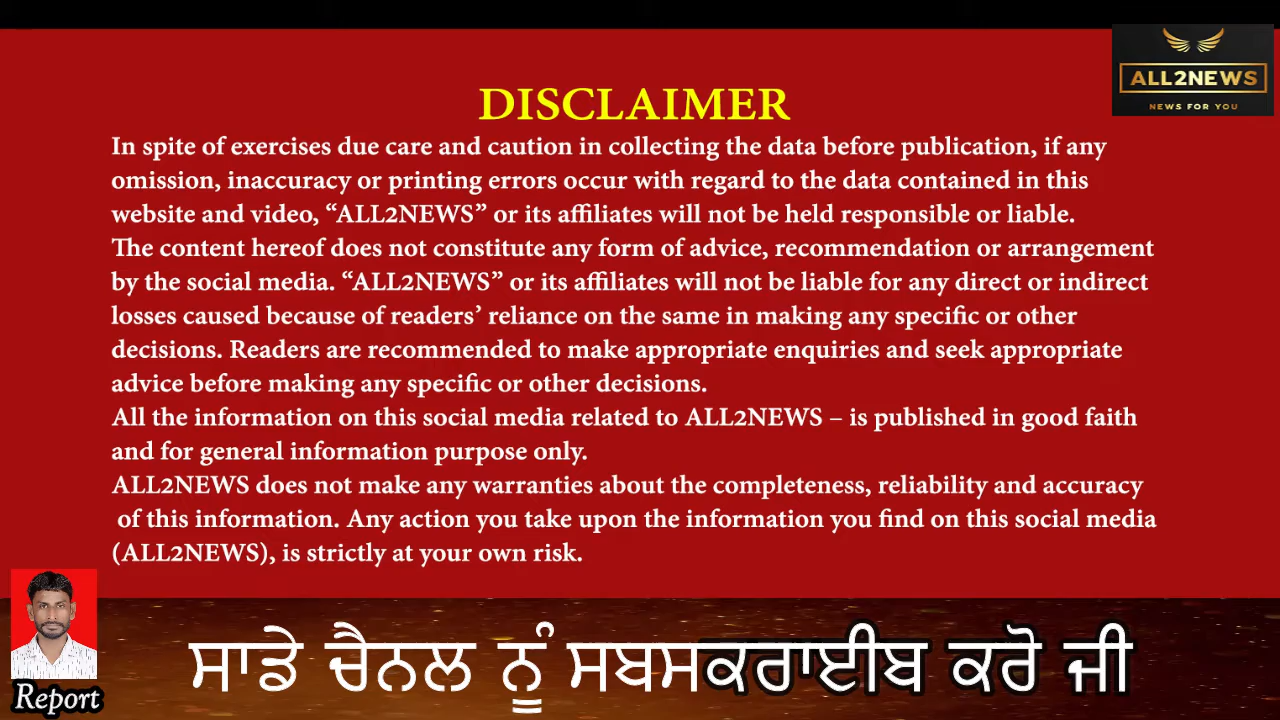 ALL2NEWS
NEWS FOR YOU
DISCLAIMER
In spite of exercises due care and caution in collecting the data before publication, if any
omission, inaccuracy or printing errors occur with regard to the data contained in this
website and video, “ALL2NEWS” or its affiliates will not be held responsible or liable.
The content hereof does not constitute any form of advice, recommendation or arrangement
by the social media. “ALL2NEWS” or its affiliates will not be liable for any direct or indirect
losses caused because of readers’ reliance on the same in making any specific or other
decisions. Readers are recommended to make appropriate enquiries and seek appropriate
advice before making any specific or other decisions.
All the information on this social media related to ALL2NEWS – is published in good faith
and for general information purpose only.
ALL2NEWS does not make any warranties about the completeness, reliability and accuracy
of this information. Any action you take upon the information you find on this social media
(ALL2NEWS), is strictly at your own risk.
ਸਾਡੇ ਚੈਨਲ ਨੂੰ ਸਬਸਕਰਾਈਬ ਕਰੋ ਜੀ
Report